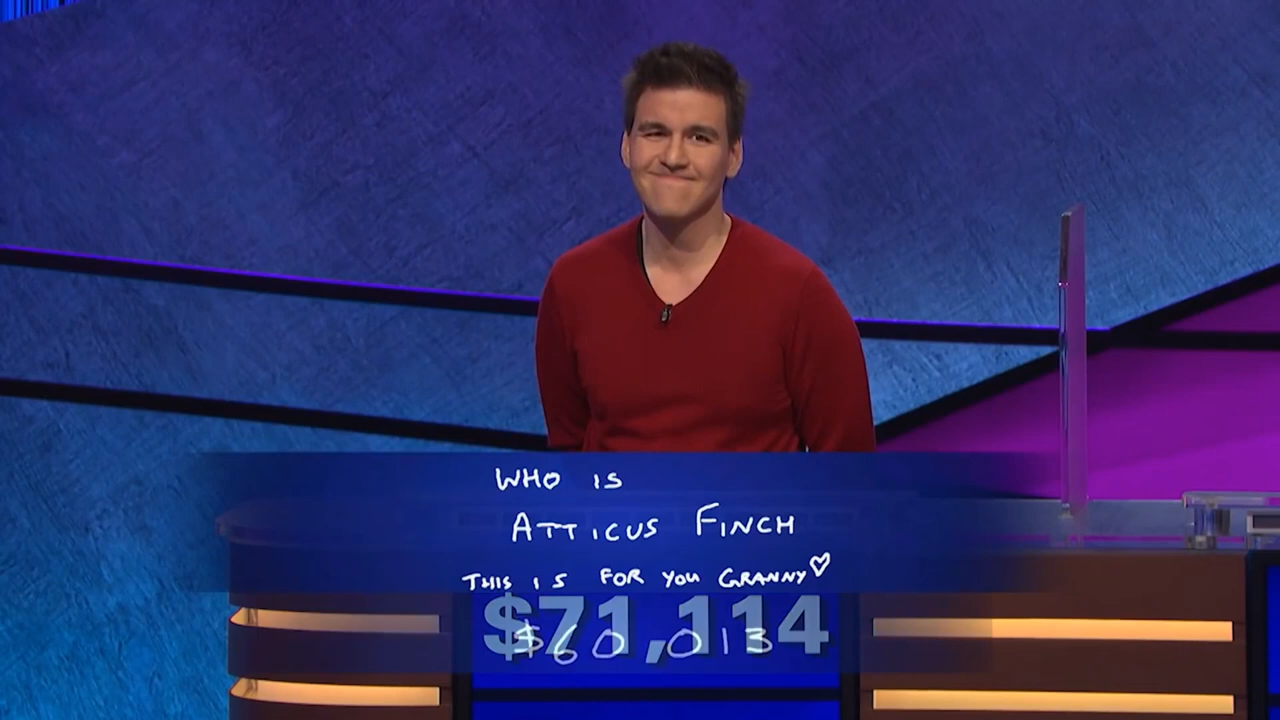 WHO IS
ATTICUS FINCH
THIS IS FOR YOU GRANNY♡
$71,114
$60,013